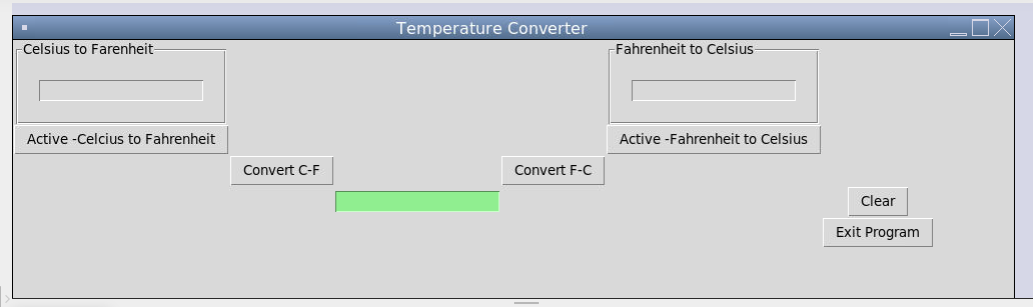 Temperature Converter
Celsius to Farenheit
Fahrenheit to Celsius
Active -Celcius to Fahrenheit
Active -Fahrenheit to Celsius
Convert C-F
Convert F-C
Clear
Exit Program